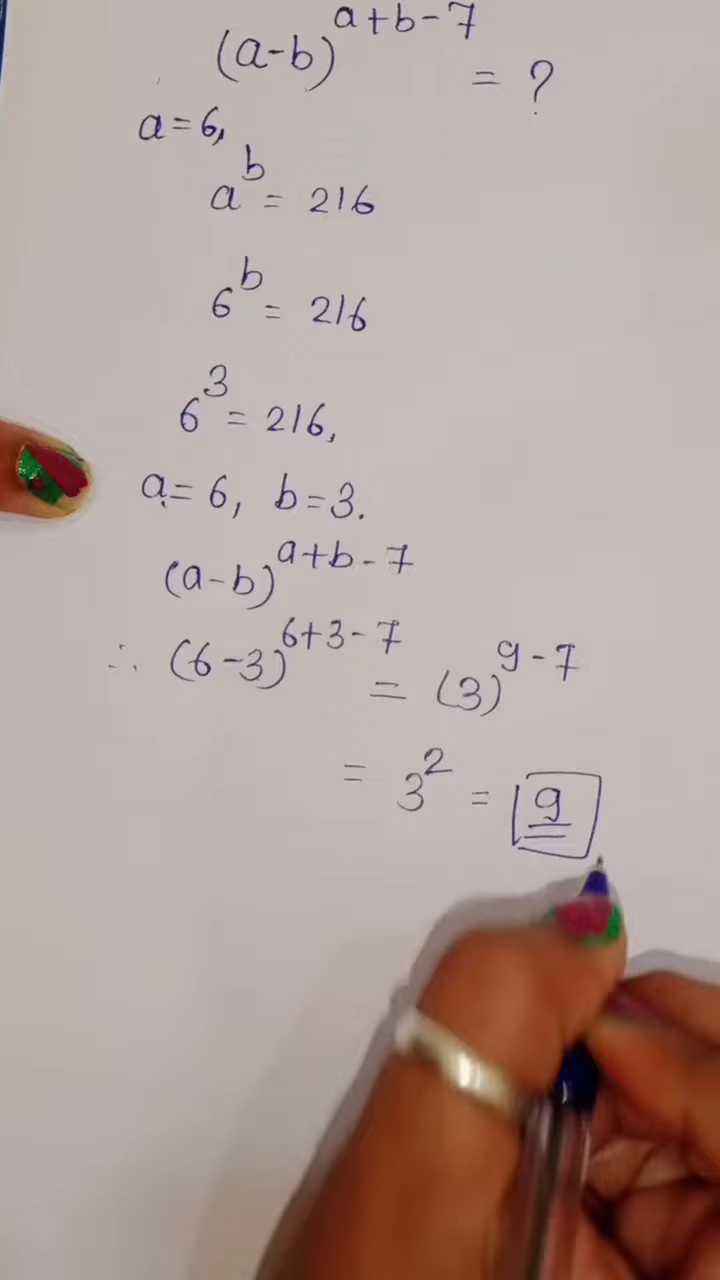 (a-b)^{a+b-7} = ?
a=6,
a^b = 216
6^b = 216
6^3 = 216,
a=6, b=3.
(a-b)^{a+b-7}
∴ (6-3)^{6+3-7} = (3)^{9-7}
= 3^2 = 9